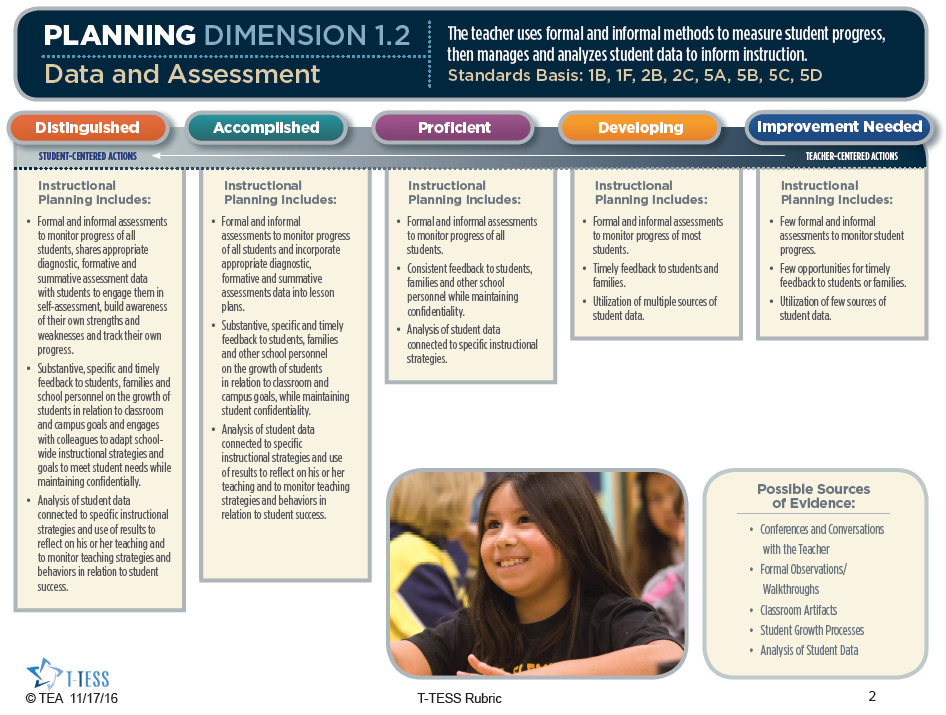 PLANNING DIMENSION 1.2
Data and Assessment
The teacher uses formal and informal methods to measure student progress,
then manages and analyzes student data to inform instruction.
Standards Basis: 1B, 1F, 2B, 2C, 5A, 5B, 5C, 5D
Distinguished
Accomplished
Proficient
Developing
Improvement Needed
STUDENT-CENTERED ACTIONS
TEACHER-CENTERED ACTIONS
Instructional
Planning Includes:
• Formal and informal assessments
to monitor progress of all
students, shares appropriate
diagnostic, formative and
summative assessment data
with students to engage them in
self-assessment, build awareness
of their own strengths and
weaknesses and track their own
progress.
• Substantive, specific and timely
feedback to students, families and
school personnel on the growth of
students in relation to classroom
and campus goals and engages
with colleagues to adapt school-
wide instructional strategies and
goals to meet student needs while
maintaining confidentially.
• Analysis of student data
connected to specific instructional
strategies and use of results to
reflect on his or her teaching and
to monitor teaching strategies and
behaviors in relation to student
success.
Instructional
Planning Includes:
• Formal and informal
assessments to monitor progress
of all students and incorporate
appropriate diagnostic,
formative and summative
assessments data into lesson
plans.
• Substantive, specific and timely
feedback to students, families
and other school personnel
on the growth of students
in relation to classroom and
campus goals, while maintaining
student confidentiality.
• Analysis of student data
connected to specific
instructional strategies and use
of results to reflect on his or her
teaching and to monitor teaching
strategies and behaviors in
relation to student success.
Instructional
Planning Includes:
• Formal and informal assessments
to monitor progress of all
students.
• Consistent feedback to students,
families and other school
personnel while maintaining
confidentiality.
• Analysis of student data
connected to specific instructional
strategies.
Instructional
Planning Includes:
• Formal and informal assessments
to monitor progress of most
students.
• Timely feedback to students and
families.
• Utilization of multiple sources of
student data.
Instructional
Planning Includes:
• Few formal and informal
assessments to monitor student
progress.
• Few opportunities for timely
feedback to students or families.
• Utilization of few sources of
student data.
Possible Sources
of Evidence:
• Conferences and Conversations
with the Teacher
• Formal Observations/
Walkthroughs
• Classroom Artifacts
• Student Growth Processes
• Analysis of Student Data
T-TESS
© TEA 11/17/16
T-TESS Rubric
2